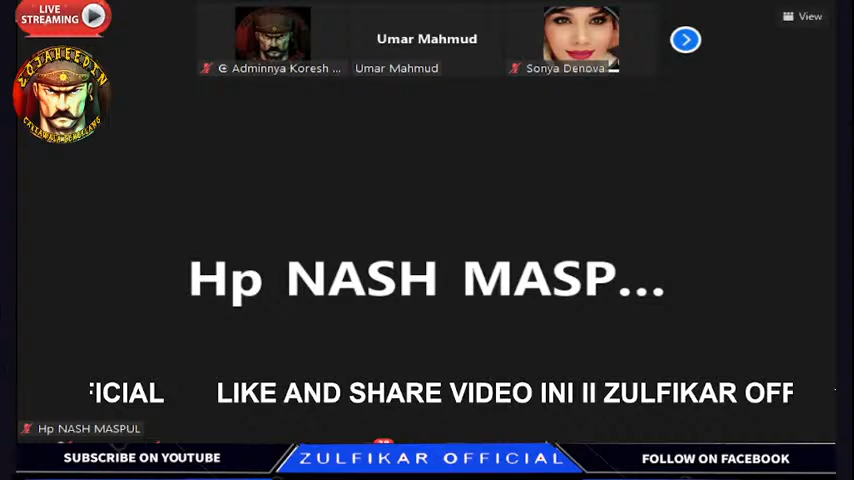 LIVE
STREAMING
View
Umar Mahmud
Adminnya Koresh ...
Umar Mahmud
Sonya Denova
Hp NASH MASP...
FICIAL LIKE AND SHARE VIDEO INI II ZULFIKAR OFF
Hp NASH MASPUL
SUBSCRIBE ON YOUTUBE
ZULFIKAR OFFICIAL
FOLLOW ON FACEBOOK